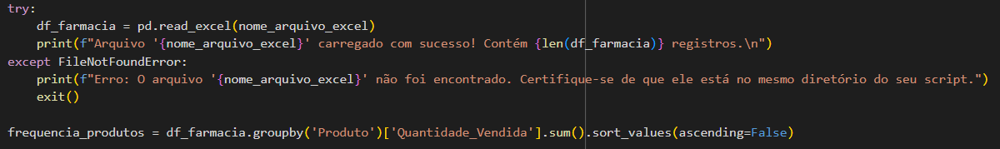 try:
    df_farmacia = pd.read_excel(nome_arquivo_excel)
    print(f"Arquivo '{nome_arquivo_excel}' carregado com sucesso! Contém {len(df_farmacia)} registros.\n")
except FileNotFoundError:
    print(f"Erro: O arquivo '{nome_arquivo_excel}' não foi encontrado. Certifique-se de que ele está no mesmo diretório do seu script.")
    exit()

frequencia_produtos = df_farmacia.groupby('Produto')['Quantidade_Vendida'].sum().sort_values(ascending=False)